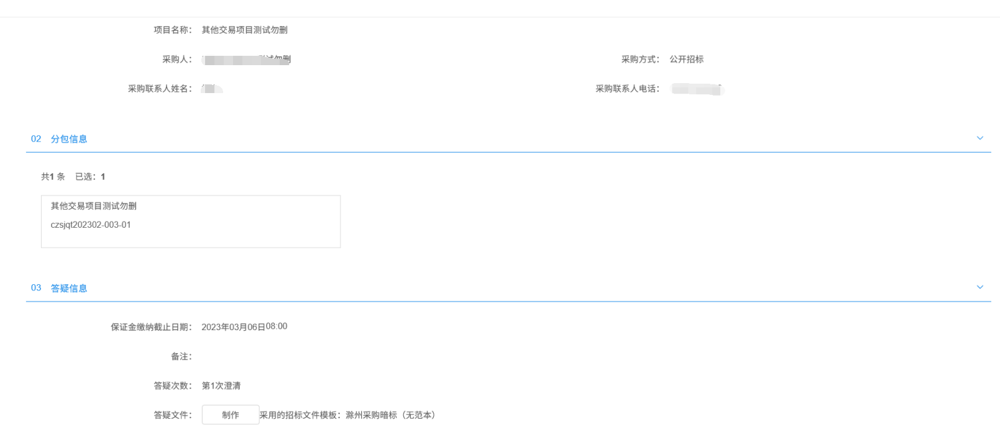 项目名称： 其他交易项目测试勿删
采购人： 测试勿删 采购方式： 公开招标
采购联系人姓名： 采购联系人电话：
02 分包信息
共1 条 已选：1
其他交易项目测试勿删
czsjqt202302-003-01
03 答疑信息
保证金缴纳截止日期： 2023年03月06日08:00
备注：
答疑次数： 第1次澄清
答疑文件： 制作 采用的招标文件模板：滁州采购暗标（无范本）